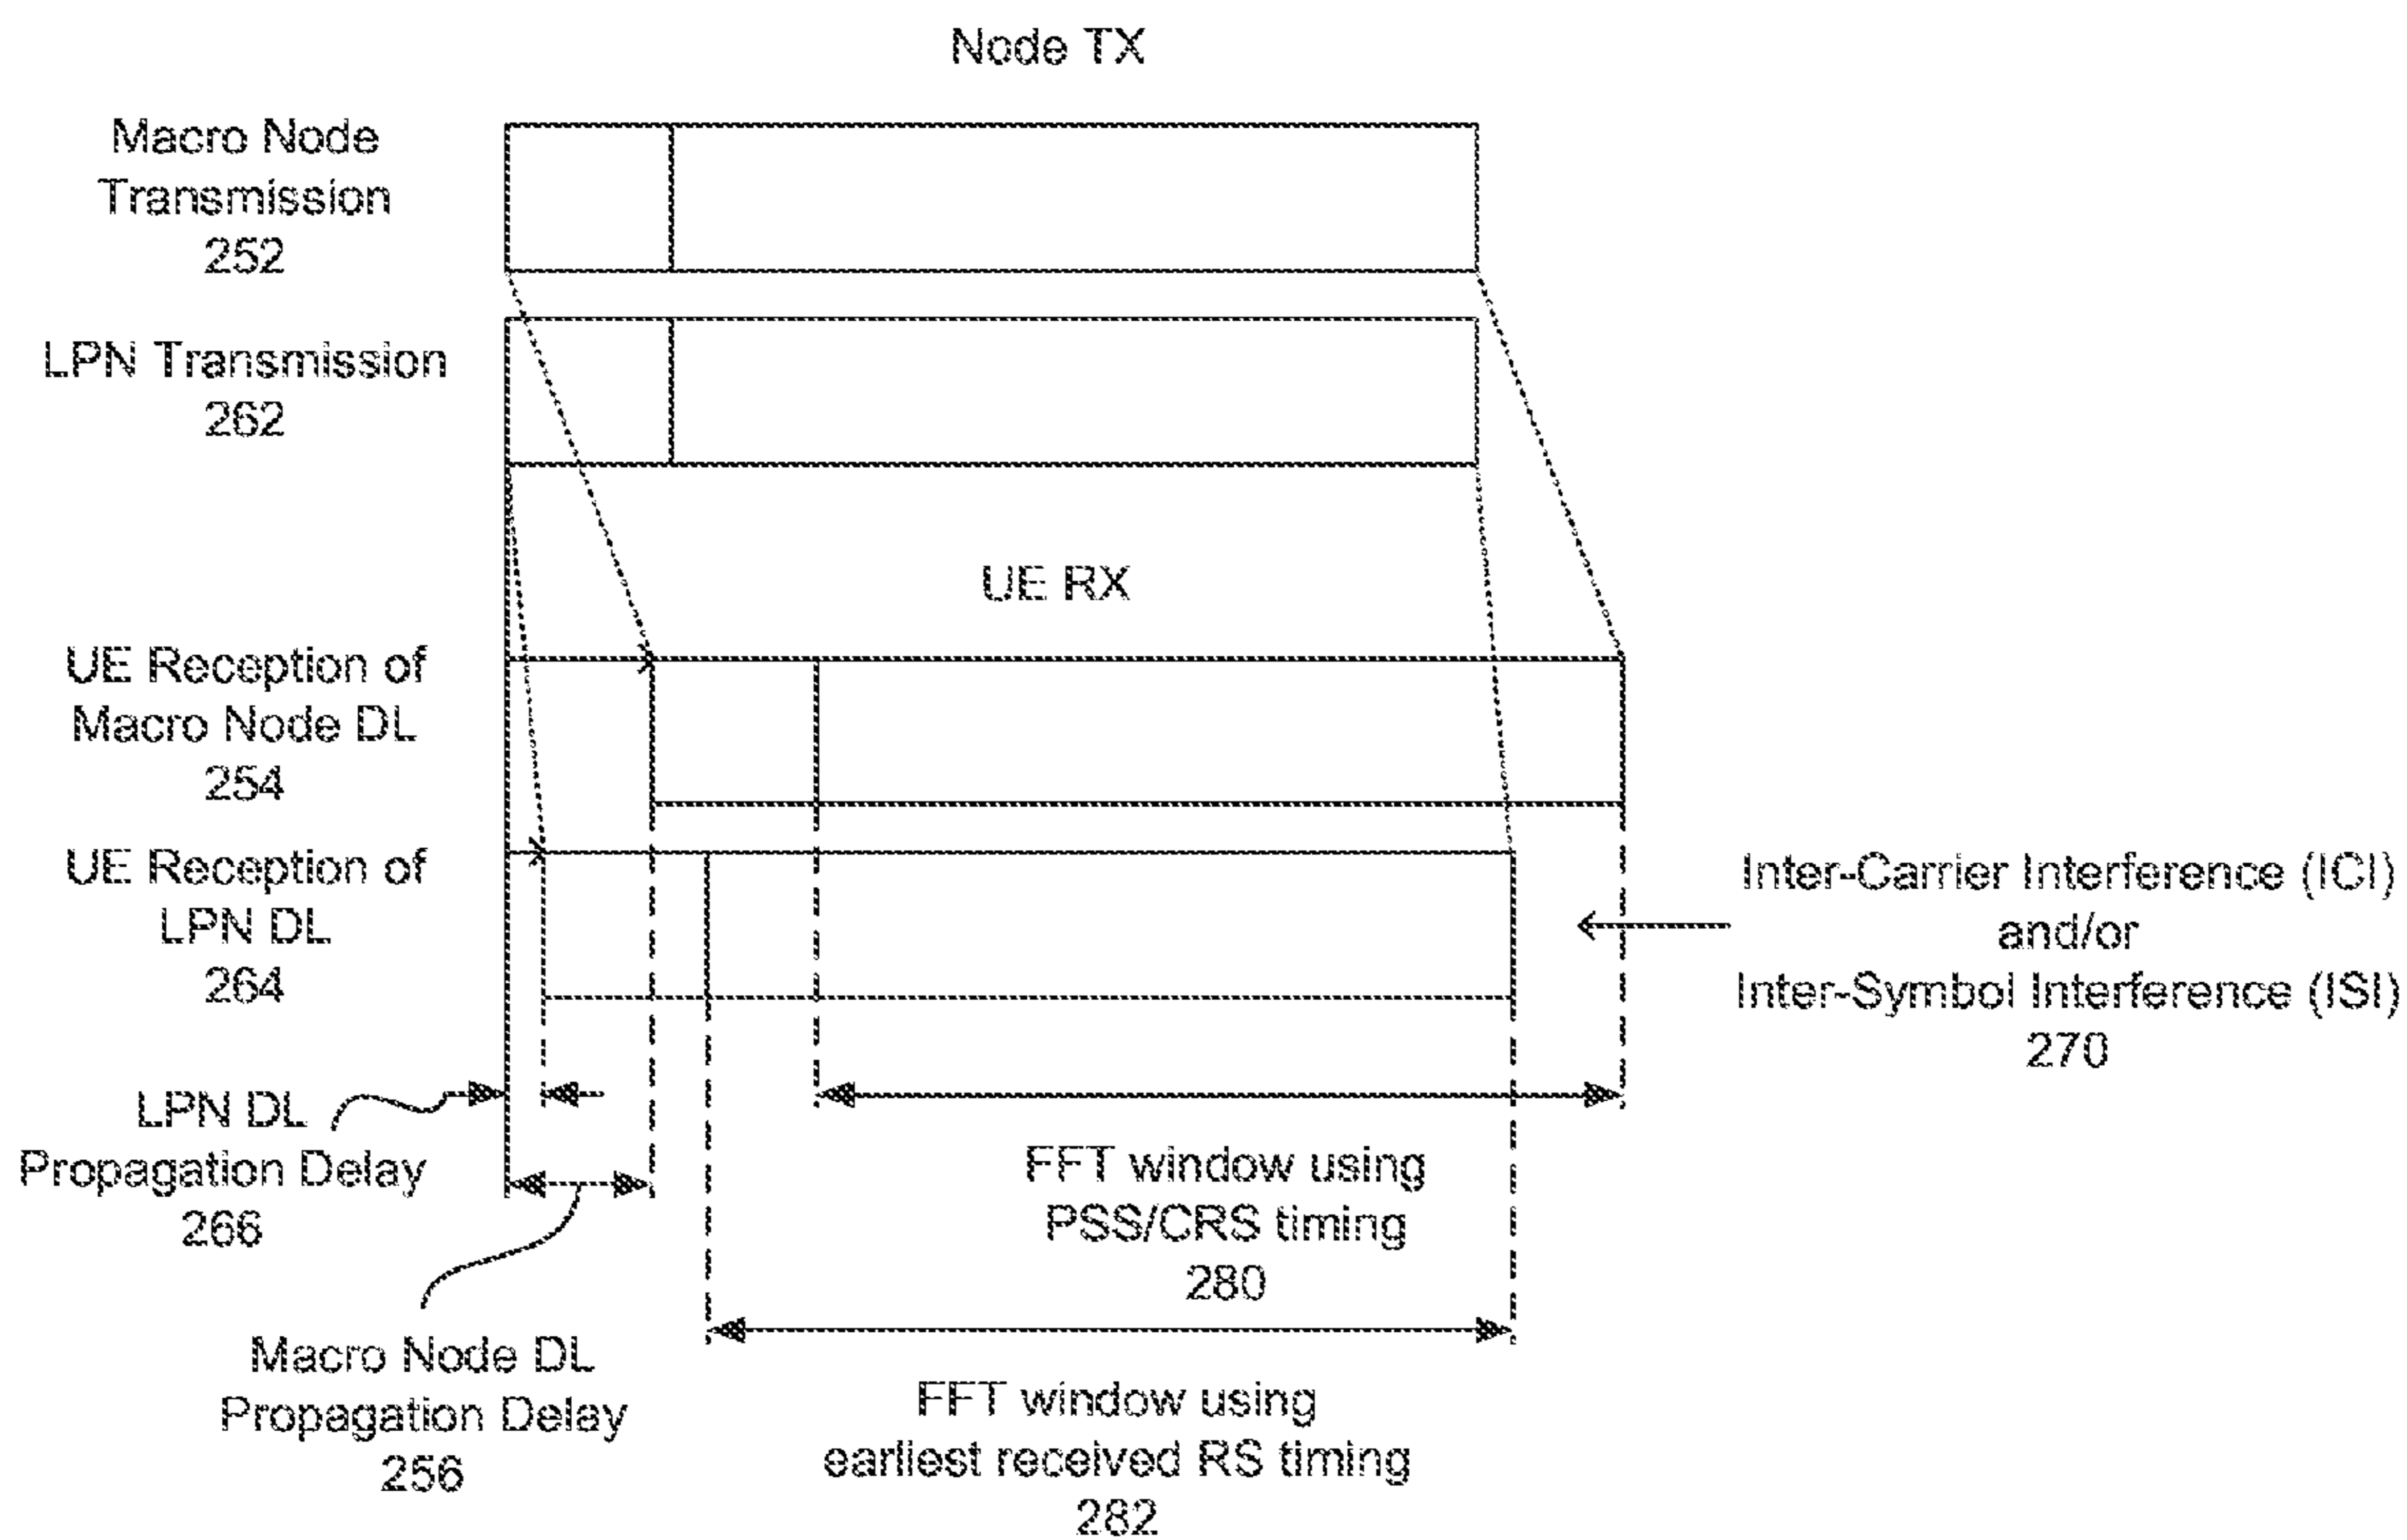 Node TX
Macro Node
Transmission
252
LPN Transmission
262
UE RX
UE Reception of
Macro Node DL
254
UE Reception of
LPN DL
264
Inter-Carrier Interference (ICI)
and/or
Inter-Symbol Interference (ISI)
270
LPN DL
Propagation Delay
266
FFT window using
PSS/CRS timing
280
Macro Node DL
Propagation Delay
256
FFT window using
earliest received RS timing
282